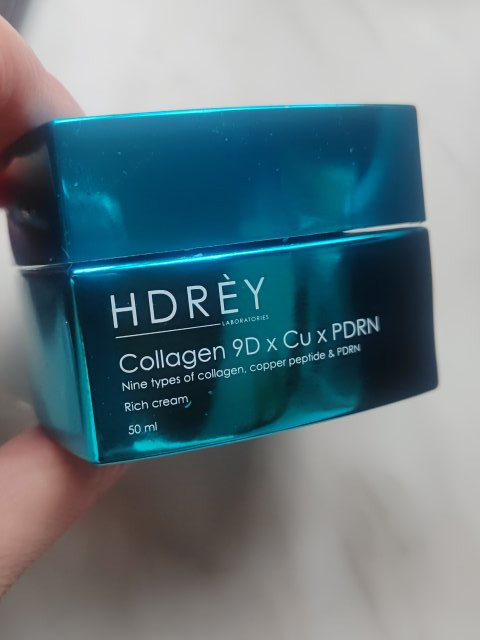 HDRÈY
LABORATORIES
Collagen 9D x Cu x PDRN
Nine types of collagen, copper peptide & PDRN
Rich cream
50 ml